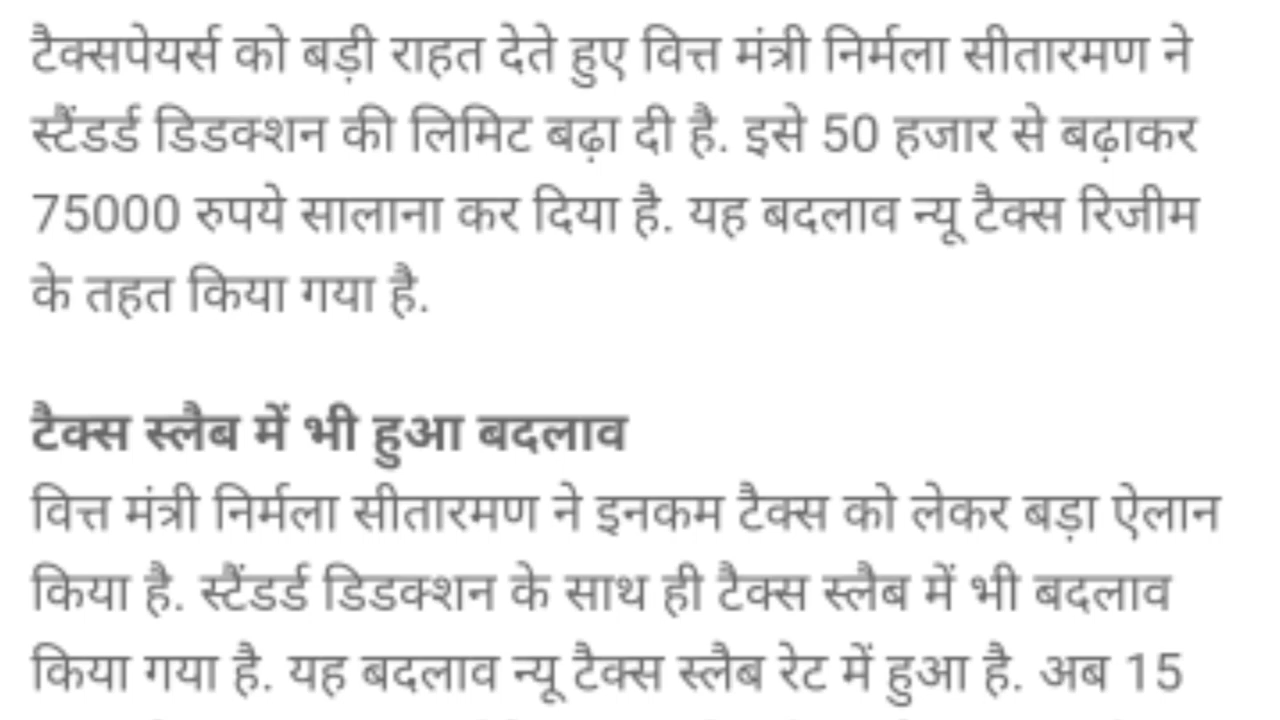 टैक्सपेयर्स को बड़ी राहत देते हुए वित्त मंत्री निर्मला सीतारमण ने
स्टैंडर्ड डिडक्शन की लिमिट बढ़ा दी है. इसे 50 हजार से बढ़ाकर
75000 रुपये सालाना कर दिया है. यह बदलाव न्यू टैक्स रिजीम
के तहत किया गया है.
टैक्स स्लैब में भी हुआ बदलाव
वित्त मंत्री निर्मला सीतारमण ने इनकम टैक्स को लेकर बड़ा ऐलान
किया है. स्टैंडर्ड डिडक्शन के साथ ही टैक्स स्लैब में भी बदलाव
किया गया है. यह बदलाव न्यू टैक्स स्लैब रेट में हुआ है. अब 15